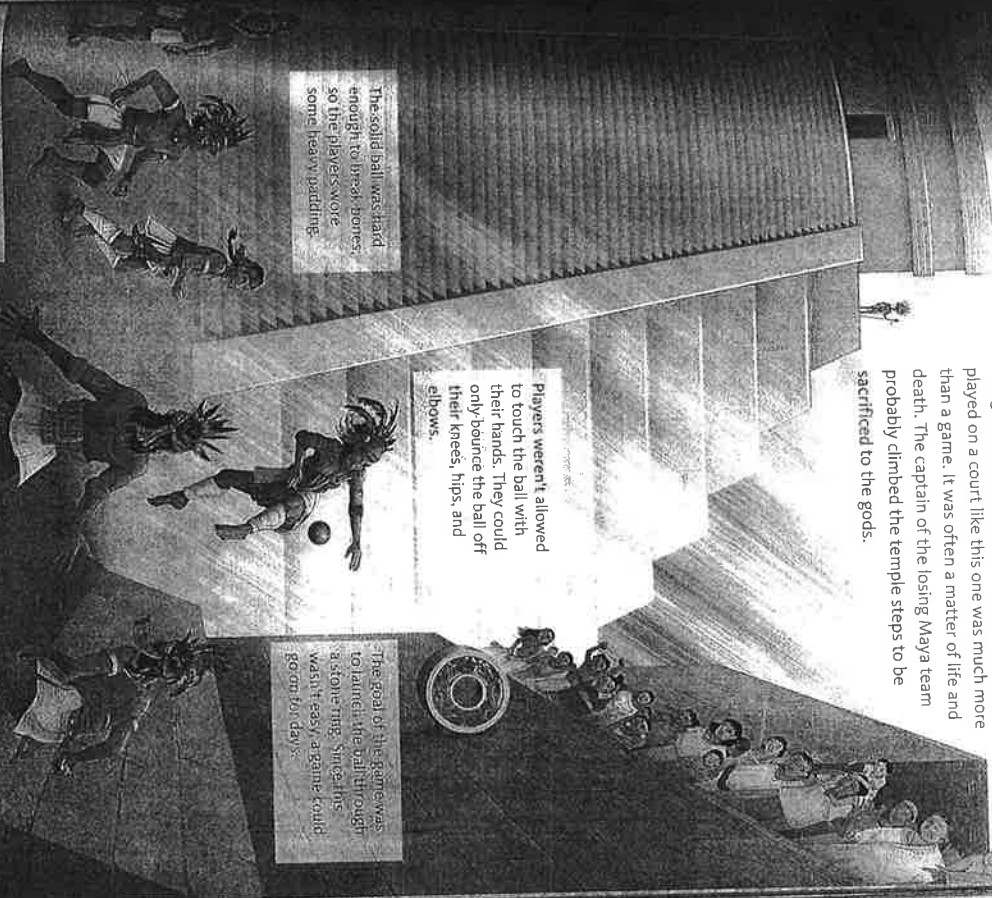 played on a court like this one was much more
than a game. It was often a matter of life and
death. The captain of the losing Maya team
probably climbed the temple steps to be
sacrificed to the gods.
Players weren't allowed
to touch the ball with
their hands. They could
only bounce the ball off
their knees, hips, and
elbows.
The solid ball was hard
enough to break bones,
so the players wore
some heavy padding.
The goal of the game was
to launch the ball through
a stone ring. Since this
wasn't easy, a game could
go on for days.